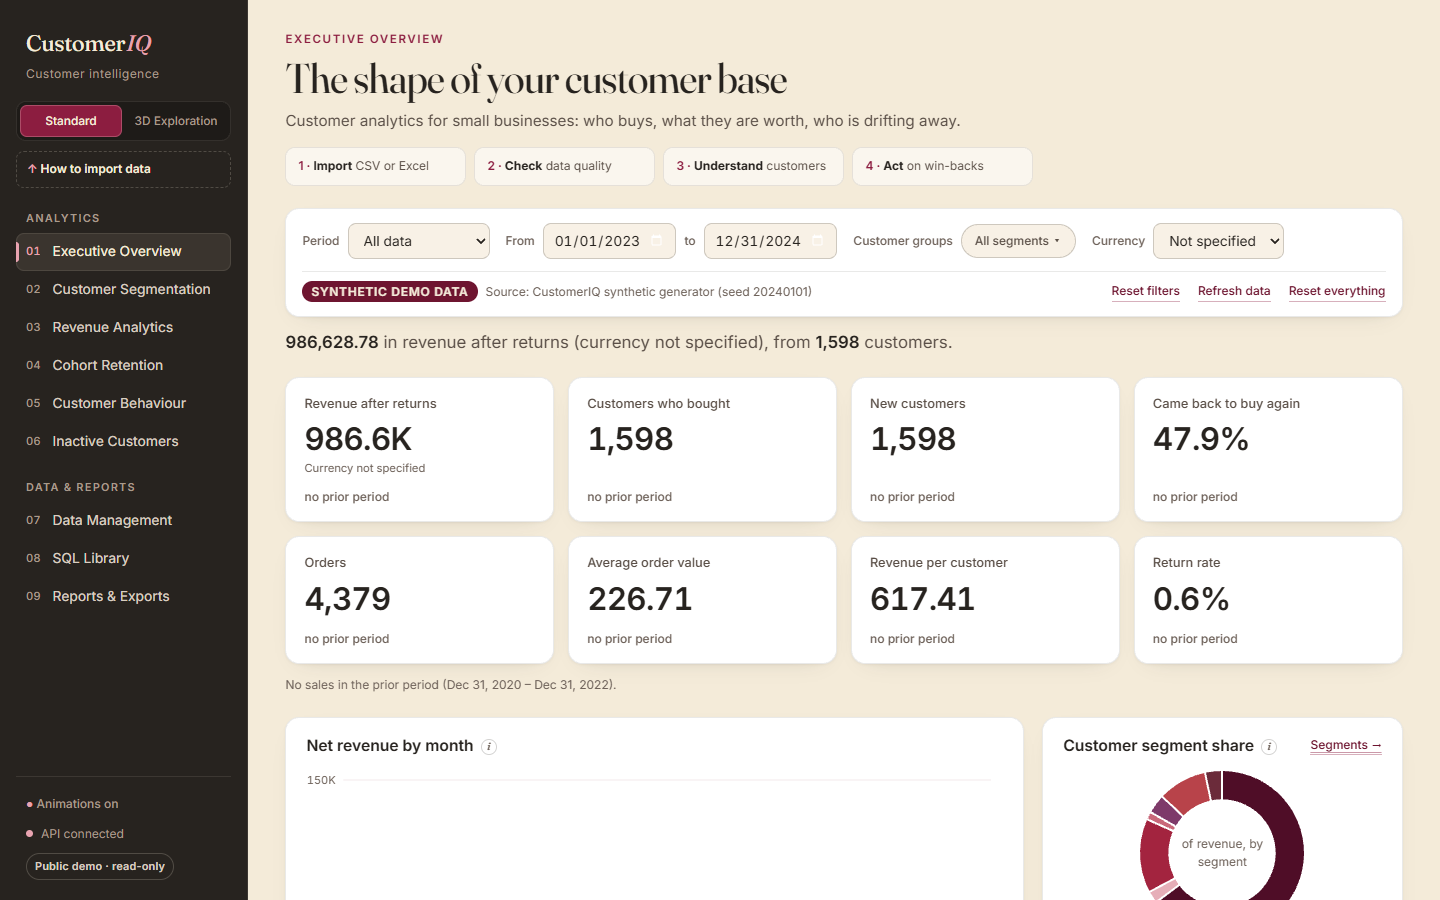 CustomerIQ
Customer intelligence
Standard
3D Exploration
↑ How to import data
ANALYTICS
01 Executive Overview
02 Customer Segmentation
03 Revenue Analytics
04 Cohort Retention
05 Customer Behaviour
06 Inactive Customers
DATA & REPORTS
07 Data Management
08 SQL Library
09 Reports & Exports
Animations on
API connected
Public demo · read-only
EXECUTIVE OVERVIEW
The shape of your customer base
Customer analytics for small businesses: who buys, what they are worth, who is drifting away.
1 · Import CSV or Excel
2 · Check data quality
3 · Understand customers
4 · Act on win-backs
Period All data From 01/01/2023 to 12/31/2024 Customer groups All segments Currency Not specified
SYNTHETIC DEMO DATA Source: CustomerIQ synthetic generator (seed 20240101) Reset filters Refresh data Reset everything
986,628.78 in revenue after returns (currency not specified), from 1,598 customers.
Revenue after returns
986.6K
Currency not specified
no prior period
Customers who bought
1,598
no prior period
New customers
1,598
no prior period
Came back to buy again
47.9%
no prior period
Orders
4,379
no prior period
Average order value
226.71
no prior period
Revenue per customer
617.41
no prior period
Return rate
0.6%
no prior period
No sales in the prior period (Dec 31, 2020 – Dec 31, 2022).
Net revenue by month i
150K
Customer segment share i Segments →
of revenue, by
segment